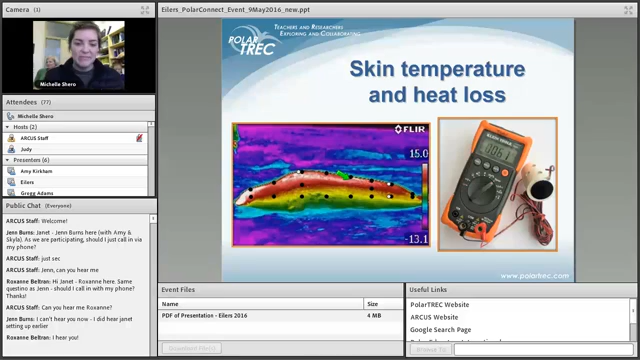 Camera (1)
Michelle Shero
Attendees (77)
Michelle Shero
Hosts (2)
ARCUS Staff
Judy
Presenters (6)
Amy Kirkham
Eilers
Gregg Adams
Public Chat (Everyone)
ARCUS Staff: Welcome!
Jenn Burns: Janet - Jenn Burns here (with Amy &
Skyla). As we are participating, should I just call in via my
phone?
ARCUS Staff: just sec
ARCUS Staff: Jenn, can you hear me
Roxanne Beltran: Hi Janet - Roxanne here. Same
questino as Jenn - should I call in with my phone?
Thanks!
ARCUS Staff: Can you hear me Roxanne?
Jenn Burns: I can't hear you now - I did hear janet
setting up earlier
Roxanne Beltran: I hear you!
Eilers_PolarConnect_Event_9May2016_new.ppt
TEACHERS AND RESEARCHERS
EXPLORING AND COLLABORATING
POLAR
TREC
Skin temperature
and heat loss
FLIR
15.0
-13.1
www.polartrec.com
Event Files
Name
Size
PDF of Presentation - Eilers 2016
4 MB
Download File(s)
Useful Links
PolarTREC Website
ARCUS Website
Google Search Page
Browse To